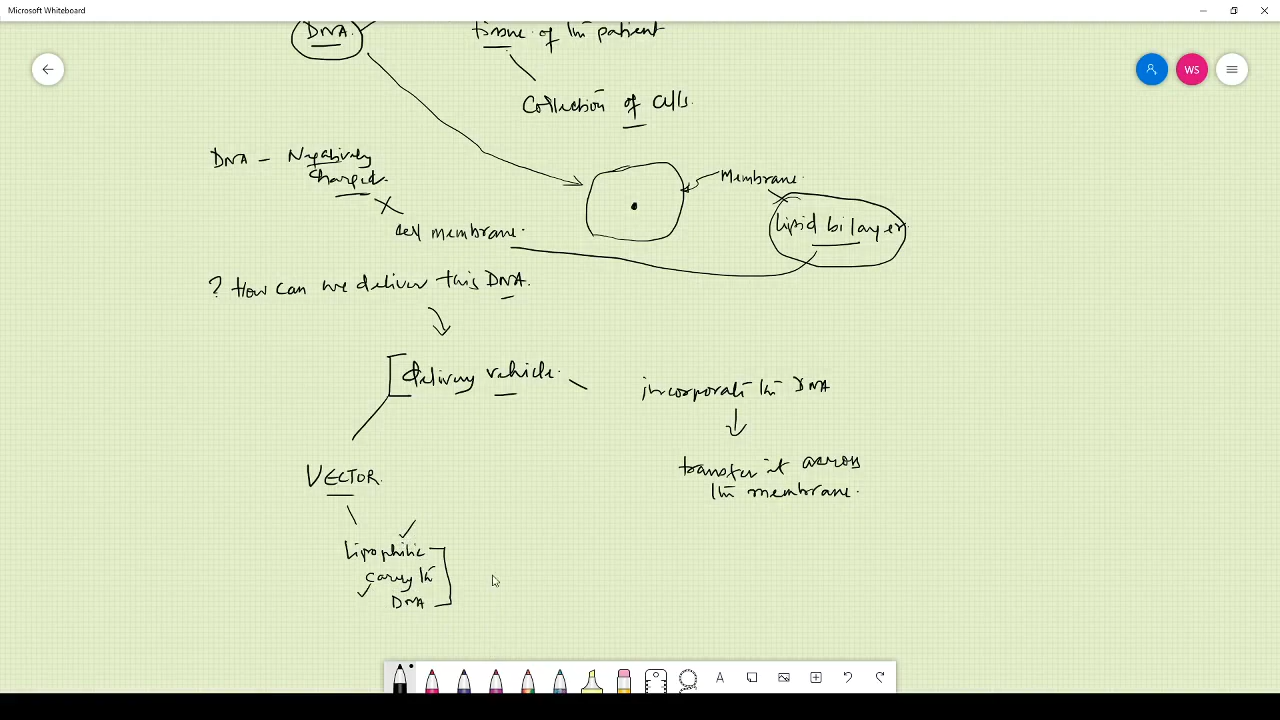 Microsoft Whiteboard
DNA
tissue of the patient
Collection of cells.
WS
DNA - Negatively
charged.
Membrane.
Lipid bilayer
cell membrane.
? How can we deliver this DNA.
delivery vehicle.
incorporate the DNA
transfer it across
the membrane.
VECTOR.
Lipophilic
carry the
DNA
A